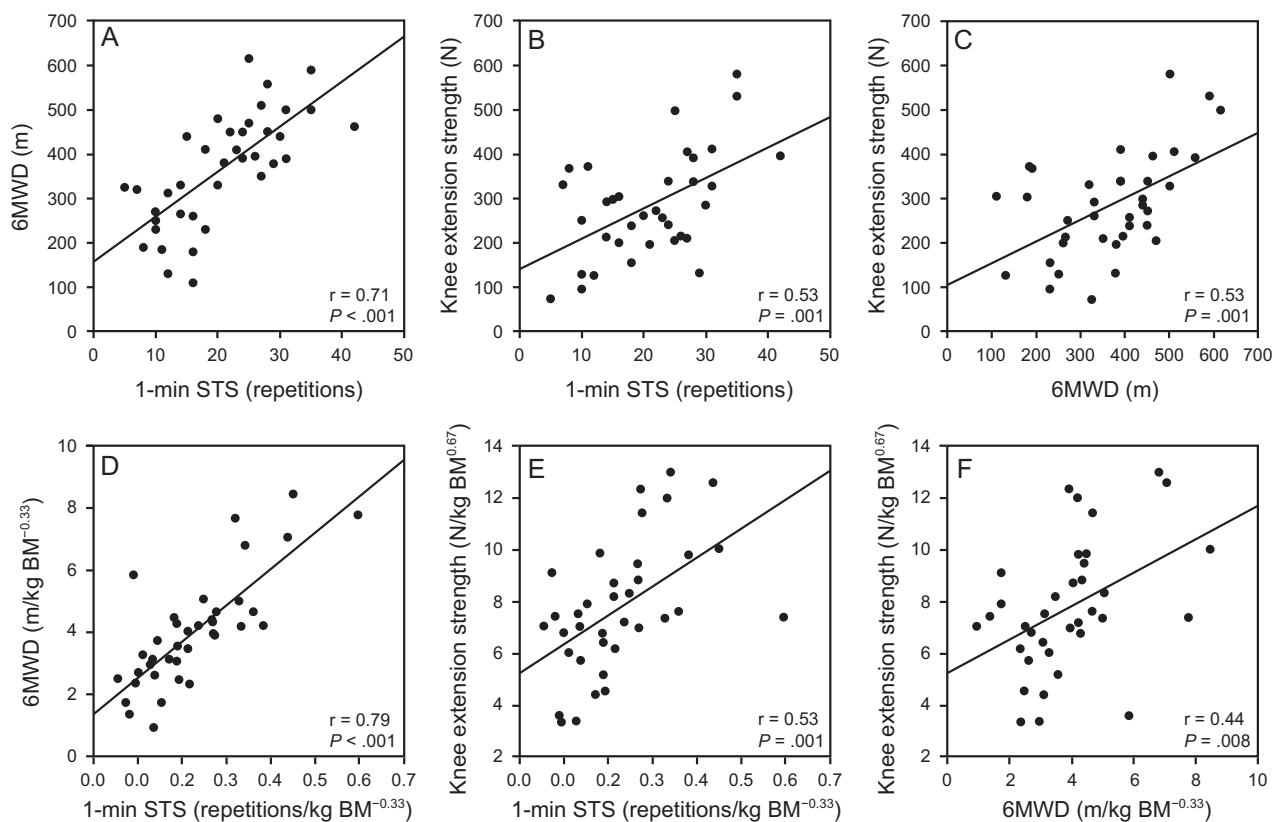 A
700
600
500
400
300
200
100
0
6MWD (m)
0 10 20 30 40 50
1-min STS (repetitions)
r = 0.71
P < .001
B
700
600
500
400
300
200
100
0
Knee extension strength (N)
0 10 20 30 40 50
1-min STS (repetitions)
r = 0.53
P = .001
C
700
600
500
400
300
200
100
0
Knee extension strength (N)
0 100 200 300 400 500 600 700
6MWD (m)
r = 0.53
P = .001
D
10
8
6
4
2
0
6MWD (m/kg BM⁻⁰·³³)
0.0 0.0 0.2 0.3 0.4 0.5 0.6 0.7
1-min STS (repetitions/kg BM⁻⁰·³³)
r = 0.79
P < .001
E
14
12
10
8
6
4
2
Knee extension strength (N/kg BM⁰·⁶⁷)
0.0 0.0 0.2 0.3 0.4 0.5 0.6 0.7
1-min STS (repetitions/kg BM⁻⁰·³³)
r = 0.53
P = .001
F
14
12
10
8
6
4
2
Knee extension strength (N/kg BM⁰·⁶⁷)
0 2 4 6 8 10
6MWD (m/kg BM⁻⁰·³³)
r = 0.44
P = .008